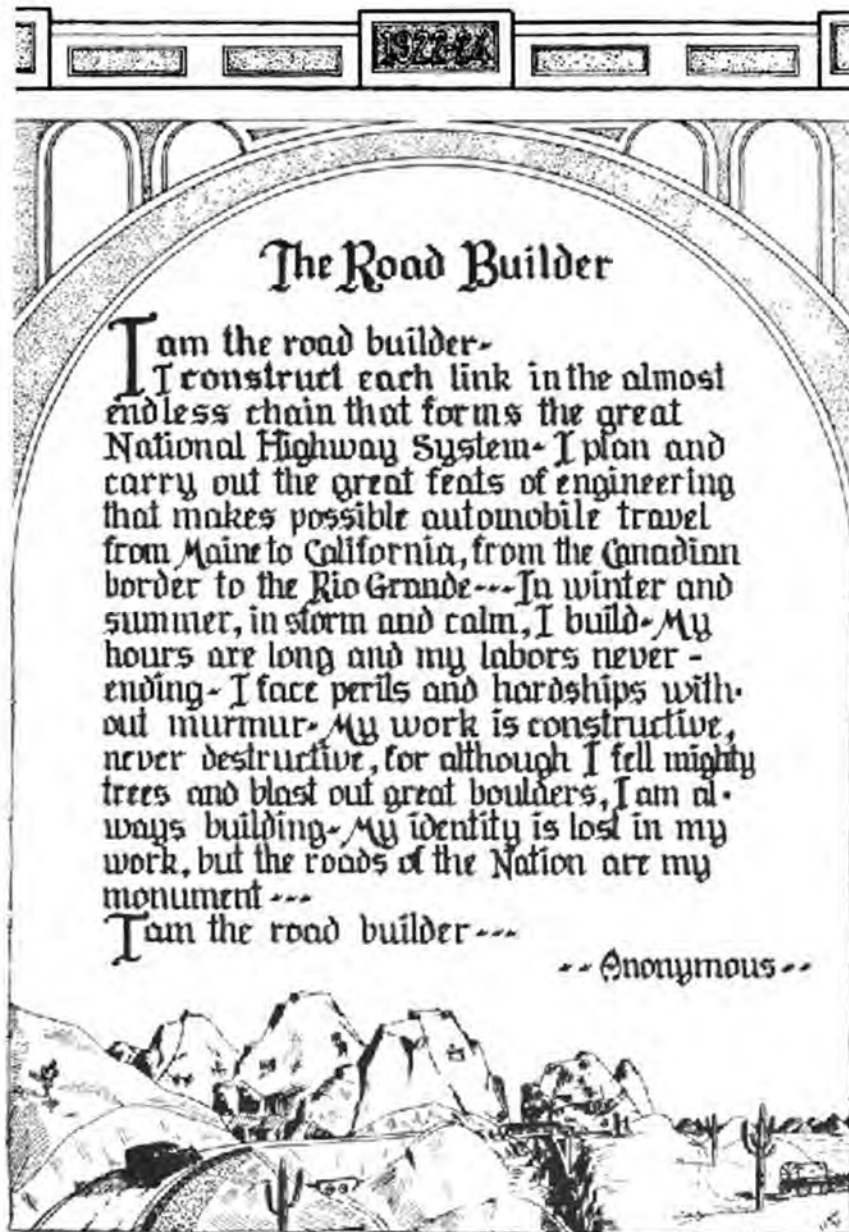 1922-24
The Road Builder
I am the road builder-
I construct each link in the almost
endless chain that forms the great
National Highway System- I plan and
carry out the great feats of engineering
that makes possible automobile travel
from Maine to California, from the Canadian
border to the Rio Grande---In winter and
summer, in storm and calm, I build-My
hours are long and my labors never-
ending-I face perils and hardships with-
out murmur-My work is constructive,
never destructive, for although I fell mighty
trees and blast out great boulders, I am al-
ways building-My identity is lost in my
work, but the roads of the Nation are my
monument---
I am the road builder---
--Anonymous--